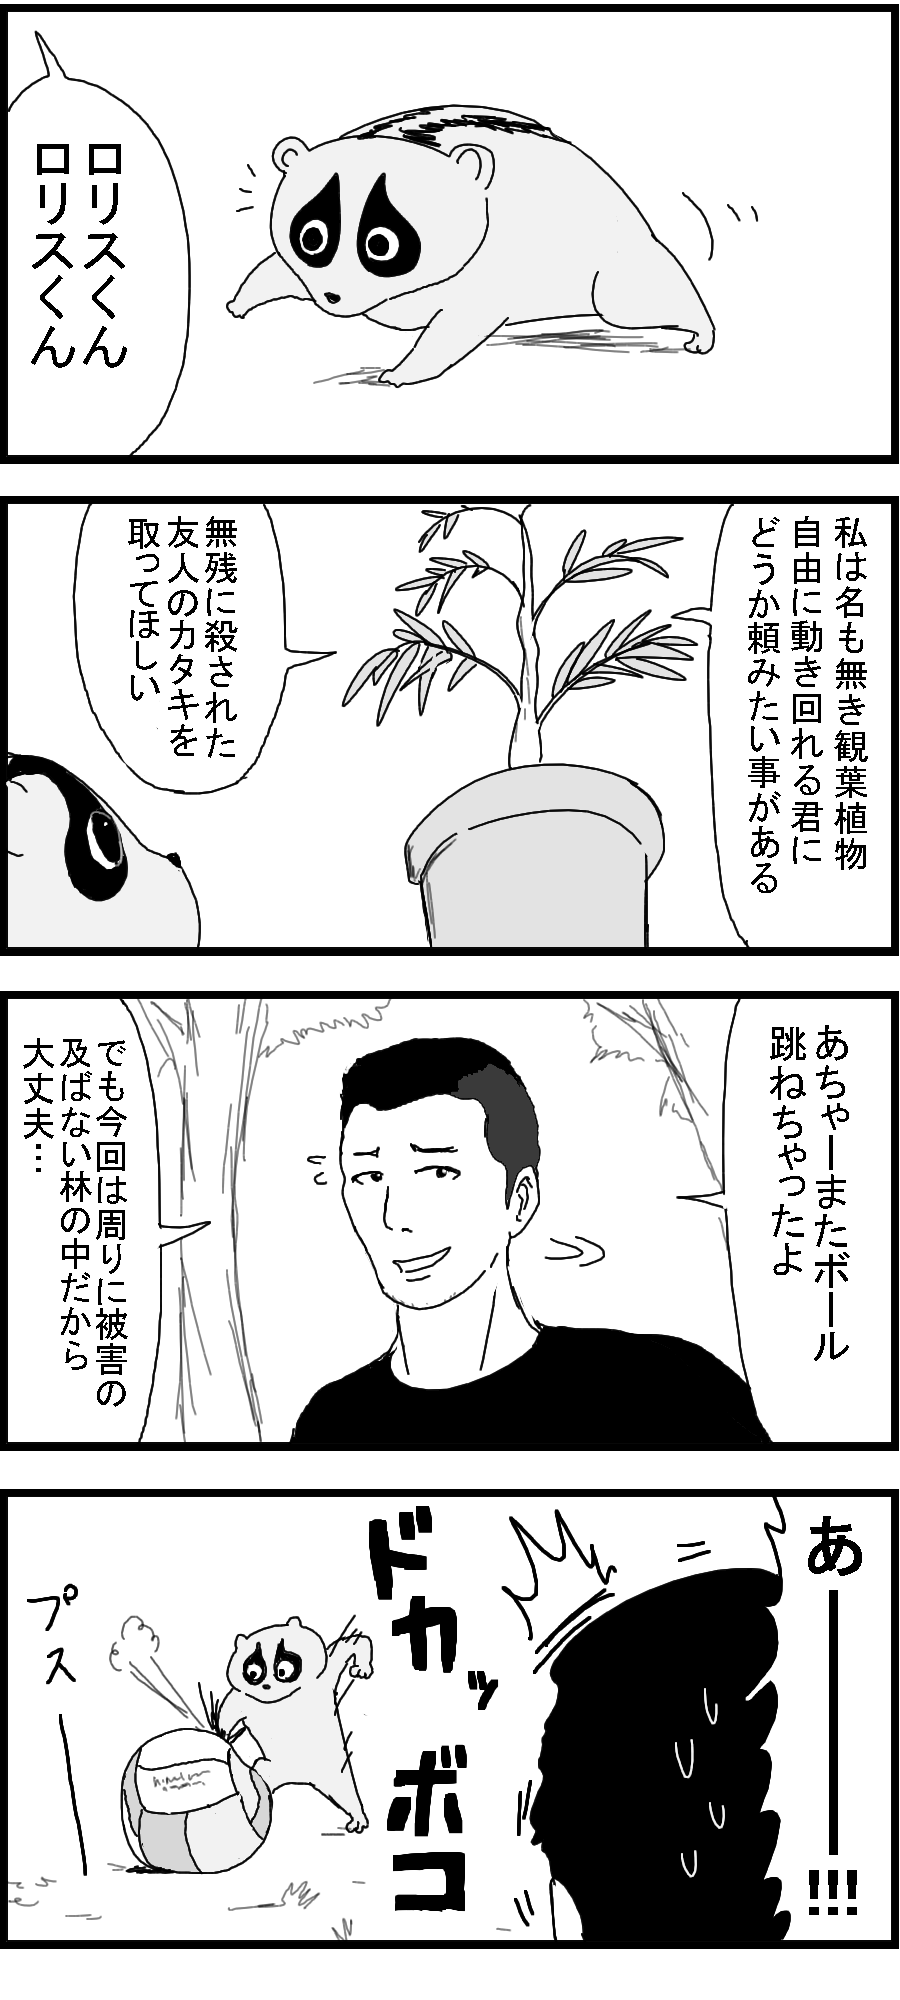 ロリスくん
ロリスくん
私は名も無き観葉植物
自由に動き回れる君に
どうか頼みたい事がある
無残に殺された
友人のカタキを
取ってほしい
あちゃーまたボール
跳ねちゃったよ
でも今回は周りに被害の
及ばない林の中だから
大丈夫…
あー!!!
ドカッ
ボコ
プスー